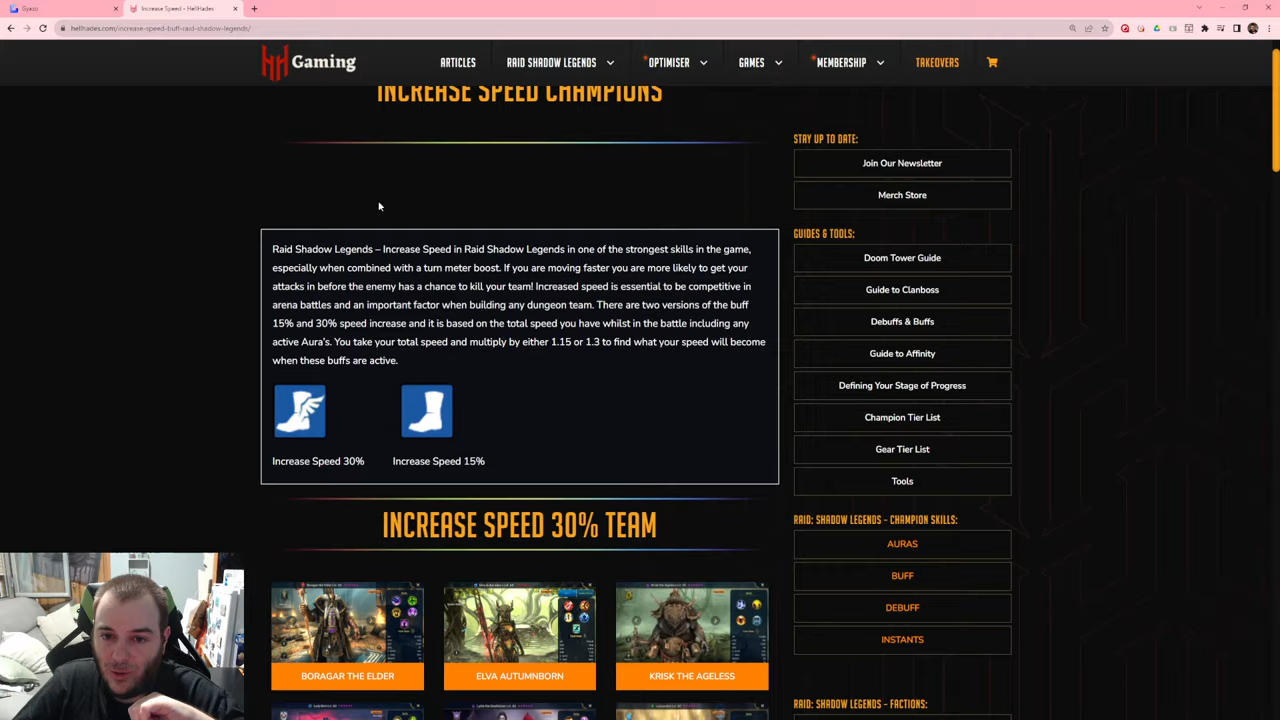 Gyazo
Increase Speed - HellHades
hellhades.com/increase-speed-buff-raid-shadow-legends/
Gaming
ARTICLES
RAID SHADOW LEGENDS
OPTIMISER
GAMES
MEMBERSHIP
TAKEOVERS
INCREASE SPEED CHAMPIONS
Raid Shadow Legends – Increase Speed in Raid Shadow Legends in one of the strongest skills in the game,
especially when combined with a turn meter boost. If you are moving faster you are more likely to get your
attacks in before the enemy has a chance to kill your team! Increased speed is essential to be competitive in
arena battles and an important factor when building any dungeon team. There are two versions of the buff
15% and 30% speed increase and it is based on the total speed you have whilst in the battle including any
active Aura's. You take your total speed and multiply by either 1.15 or 1.3 to find what your speed will become
when these buffs are active.
Increase Speed 30%
Increase Speed 15%
INCREASE SPEED 30% TEAM
BORAGAR THE ELDER
ELVA AUTUMNBORN
KRISK THE AGELESS
STAY UP TO DATE:
Join Our Newsletter
Merch Store
GUIDES & TOOLS:
Doom Tower Guide
Guide to Clanboss
Debuffs & Buffs
Guide to Affinity
Defining Your Stage of Progress
Champion Tier List
Gear Tier List
Tools
RAID: SHADOW LEGENDS - CHAMPION SKILLS:
AURAS
BUFF
DEBUFF
INSTANTS
RAID: SHADOW LEGENDS - FACTIONS: